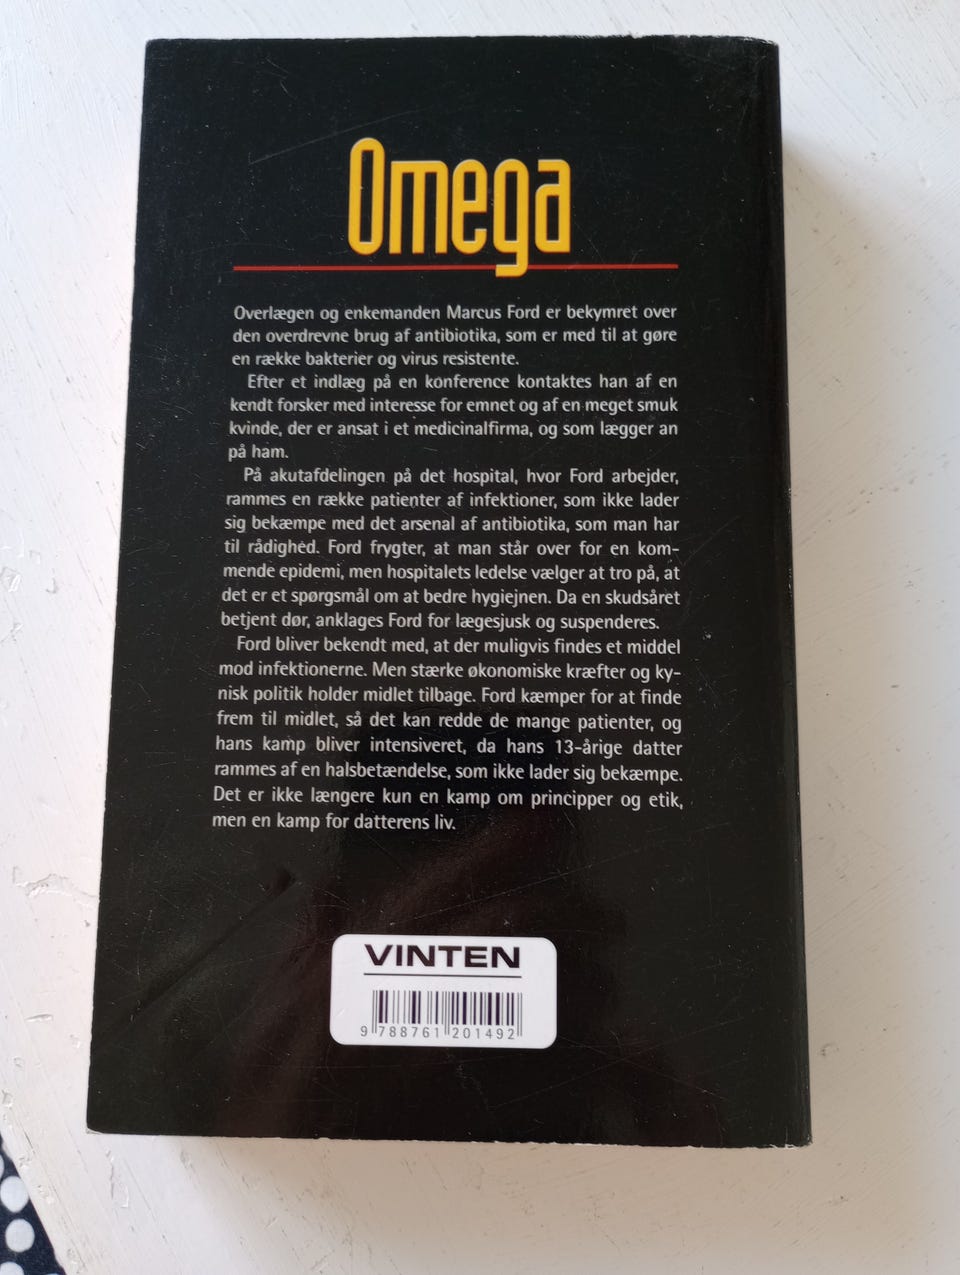 Omega
Overlægen og enkemanden Marcus Ford er bekymret over
den overdrevne brug af antibiotika, som er med til at gøre
en række bakterier og virus resistente.
Efter et indlæg på en konference kontaktes han af en
kendt forsker med interesse for emnet og af en meget smuk
kvinde, der er ansat i et medicinalfirma, og som lægger an
på ham.
På akutafdelingen på det hospital, hvor Ford arbejder,
rammes en række patienter af infektioner, som ikke lader
sig bekæmpe med det arsenal af antibiotika, som man har
til rådighed. Ford frygter, at man står over for en kom-
mende epidemi, men hospitalets ledelse vælger at tro på, at
det er et spørgsmål om at bedre hygiejnen. Da en skudsåret
betjent dør, anklages Ford for lægesjusk og suspenderes.
Ford bliver bekendt med, at der muligvis findes et middel
mod infektionerne. Men stærke økonomiske kræfter og ky-
nisk politik holder midlet tilbage. Ford kæmper for at finde
frem til midlet, så det kan redde de mange patienter, og
hans kamp bliver intensiveret, da hans 13-årige datter
rammes af en halsbetændelse, som ikke lader sig bekæmpe.
Det er ikke længere kun en kamp om principper og etik,
men en kamp for datterens liv.
VINTEN
9 788761 201492